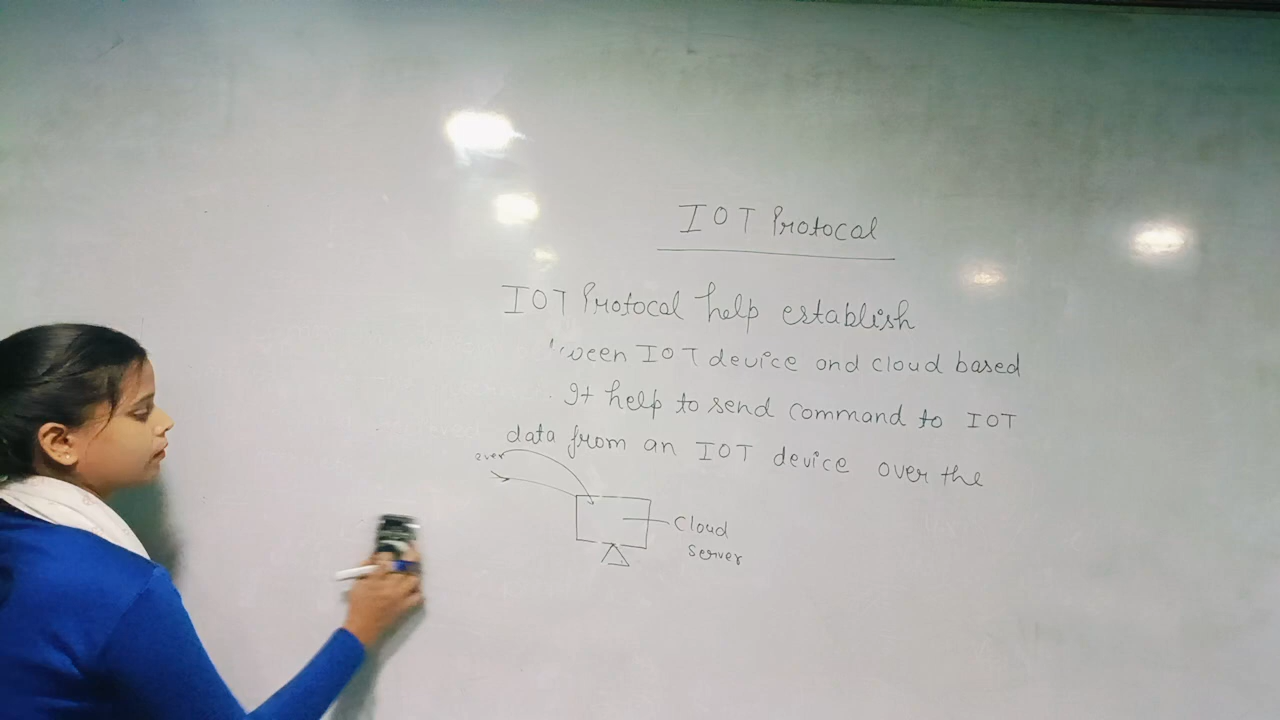 IOT Protocal
IOT Protocal help establish
ween IOT device and cloud based
It help to send command to IOT
data from an IOT device over the
ever
Cloud
server